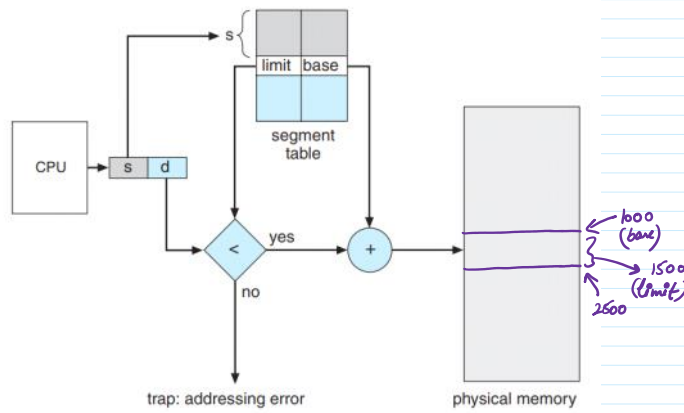 s
limit base
segment
table
CPU
s d
<
yes
+
no
1000
(base)
1500
(limit)
2500
trap: addressing error
physical memory